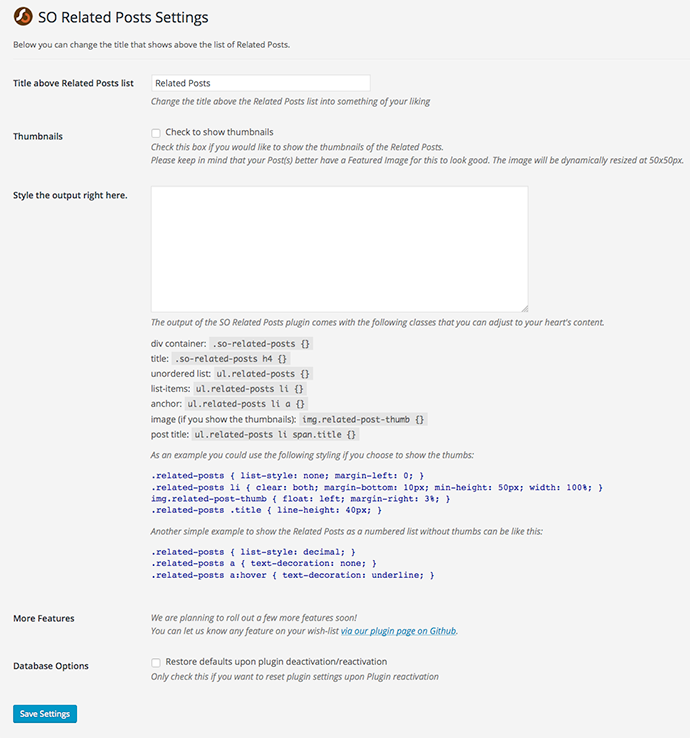 SO Related Posts Settings
Below you can change the title that shows above the list of Related Posts.
Title above Related Posts list
Related Posts
Change the title above the Related Posts list into something of your liking
Thumbnails
Check to show thumbnails
Check this box if you would like to show the thumbnails of the Related Posts.
Please keep in mind that your Post(s) better have a Featured Image for this to look good. The image will be dynamically resized at 50x50px.
Style the output right here.
The output of the SO Related Posts plugin comes with the following classes that you can adjust to your heart's content.
div container: .so-related-posts {}
title: .so-related-posts h4 {}
unordered list: ul.related-posts {}
list-items: ul.related-posts li {}
anchor: ul.related-posts li a {}
image (if you show the thumbnails): img.related-post-thumb {}
post title: ul.related-posts li span.title {}
As an example you could use the following styling if you choose to show the thumbs:
.related-posts { list-style: none; margin-left: 0; }
.related-posts li { clear: both; margin-bottom: 10px; min-height: 50px; width: 100%; }
img.related-post-thumb { float: left; margin-right: 3%; }
.related-posts .title { line-height: 40px; }
Another simple example to show the Related Posts as a numbered list without thumbs can be like this:
.related-posts { list-style: decimal; }
.related-posts a { text-decoration: none; }
.related-posts a:hover { text-decoration: underline; }
More Features
We are planning to roll out a few more features soon!
You can let us know any feature on your wish-list via our plugin page on Github.
Database Options
Restore defaults upon plugin deactivation/reactivation
Only check this if you want to reset plugin settings upon Plugin reactivation
Save Settings